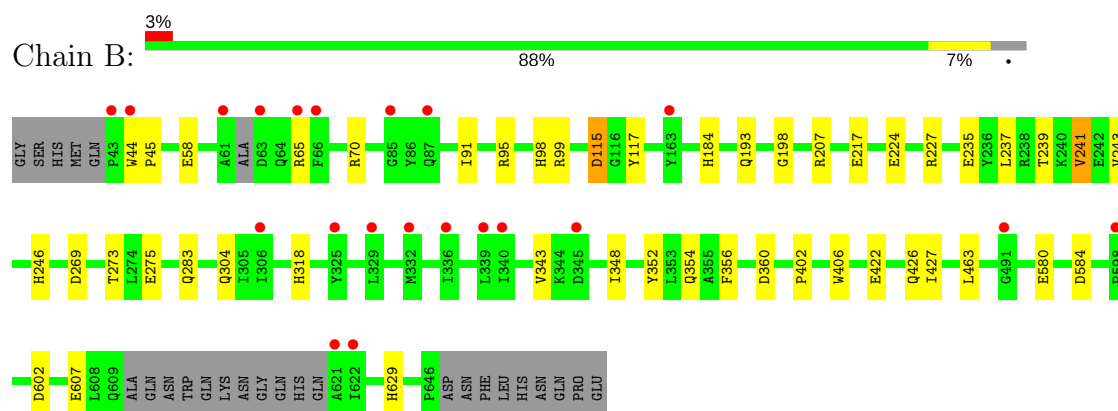 3%
Chain B:
88% 7% •
GLY SER HIS MET GLN P43 W44 P45 E58 A61 ALA D63 Q64 R65 F66 R70 G85 Y86 Q87 I91 R95 H98 R99 D115 G116 Y117 Y163 H184 Q193 G198 R207 E217 E224 R227 E235 Y236 L237 R238 T239 K240 V241 E242 V243
H246 D269 T273 L274 E275 Q283 Q304 I305 I306 H318 Y325 L329 M332 I336 L339 I340 V343 K344 D345 I348 Y352 L353 Q354 A355 F356 D360 P402 W406 E422 Q426 I427 L463 G491 E580 D584
D602 E607 L608 Q609 ALA GLN ASN TRP GLN LYS ASN GLY GLN HIS GLN A621 I622 H629 P646 ASP ASN PHE LEU HIS ASN GLN PRO GLU